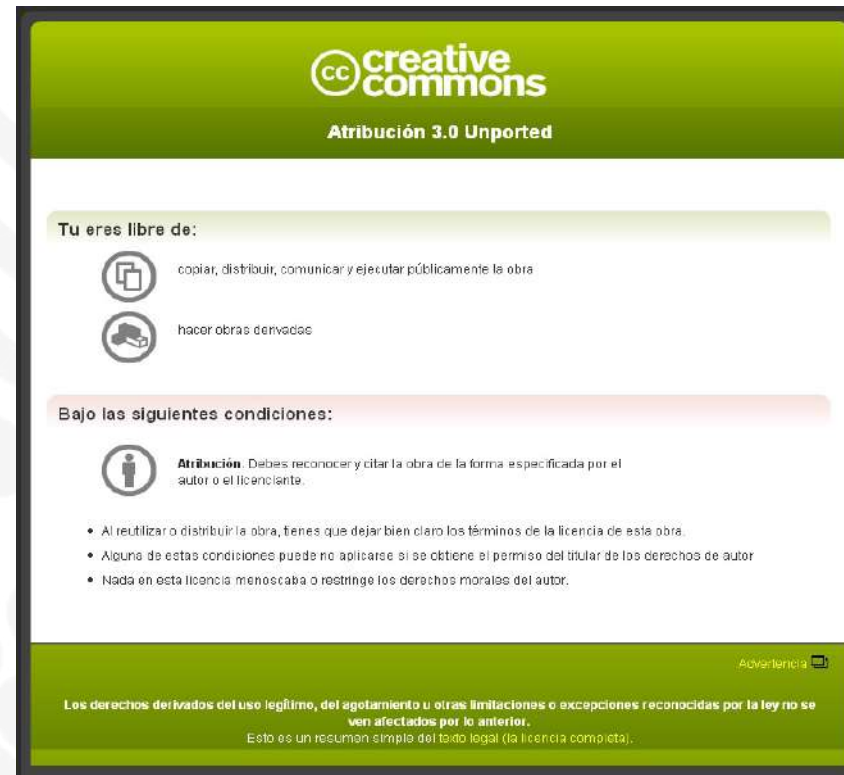 cc creative commons
Atribución 3.0 Unported
Tu eres libre de:
copiar, distribuir, comunicar y ejecutar públicamente la obra
hacer obras derivadas
Bajo las siguientes condiciones:
Atribución. Debes reconocer y citar la obra de la forma especificada por el
autor o el licenciante.
• Al reutilizar o distribuir la obra, tienes que dejar bien claro los términos de la licencia de esta obra.
• Alguna de estas condiciones puede no aplicarse si se obtiene el permiso del titular de los derechos de autor
• Nada en esta licencia menoscaba o restringe los derechos morales del autor.
Advertencia
Los derechos derivados del uso legítimo, del agotamiento u otras limitaciones o excepciones reconocidas por la ley no se
ven afectados por lo anterior.
Esto es un resumen simple del texto legal (la licencia completa).